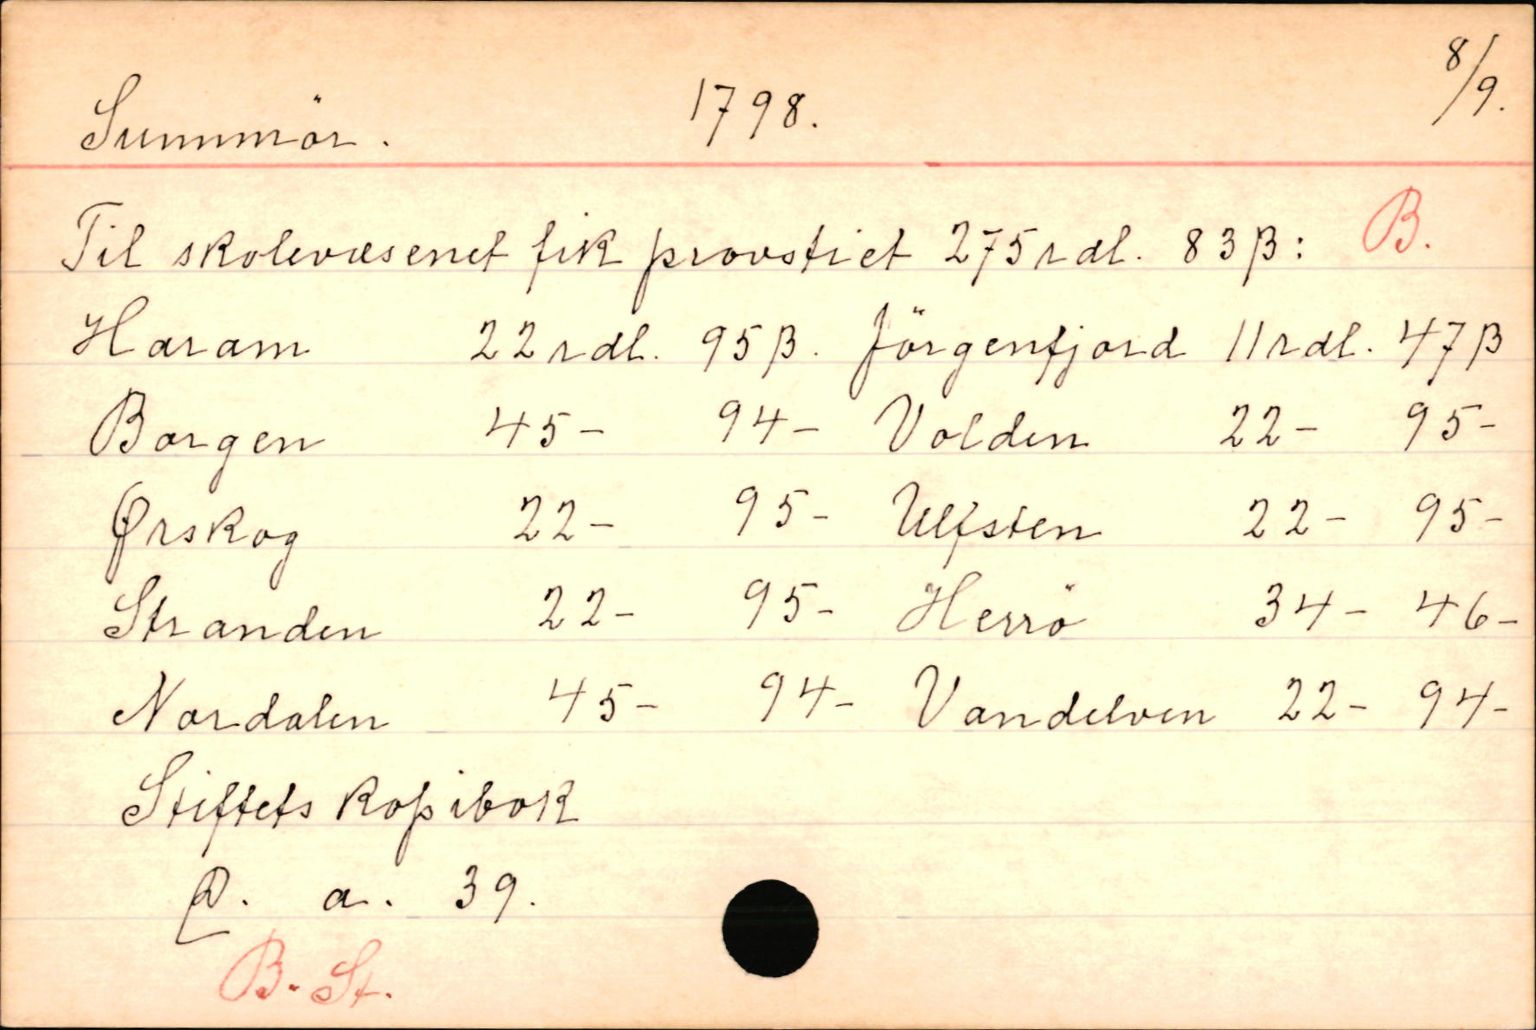 Summör. 1798. 8/9.
Til skolevæsenet fik provstiet 275 rdl. 83 β: B.
Haram 22 rdl. 95 β. Jörgenfjord 11 rdl. 47 β
Borgen 45 - 94 - Volden 22 - 95 -
Ørskog 22 - 95 - Ulfsten 22 - 95 -
Stranden 22 - 95 - Herrö 34 - 46 -
Nordalen 45 - 94 - Vandelven 22 - 94 -
Stiftets kopibok
a. 39.
B. St.